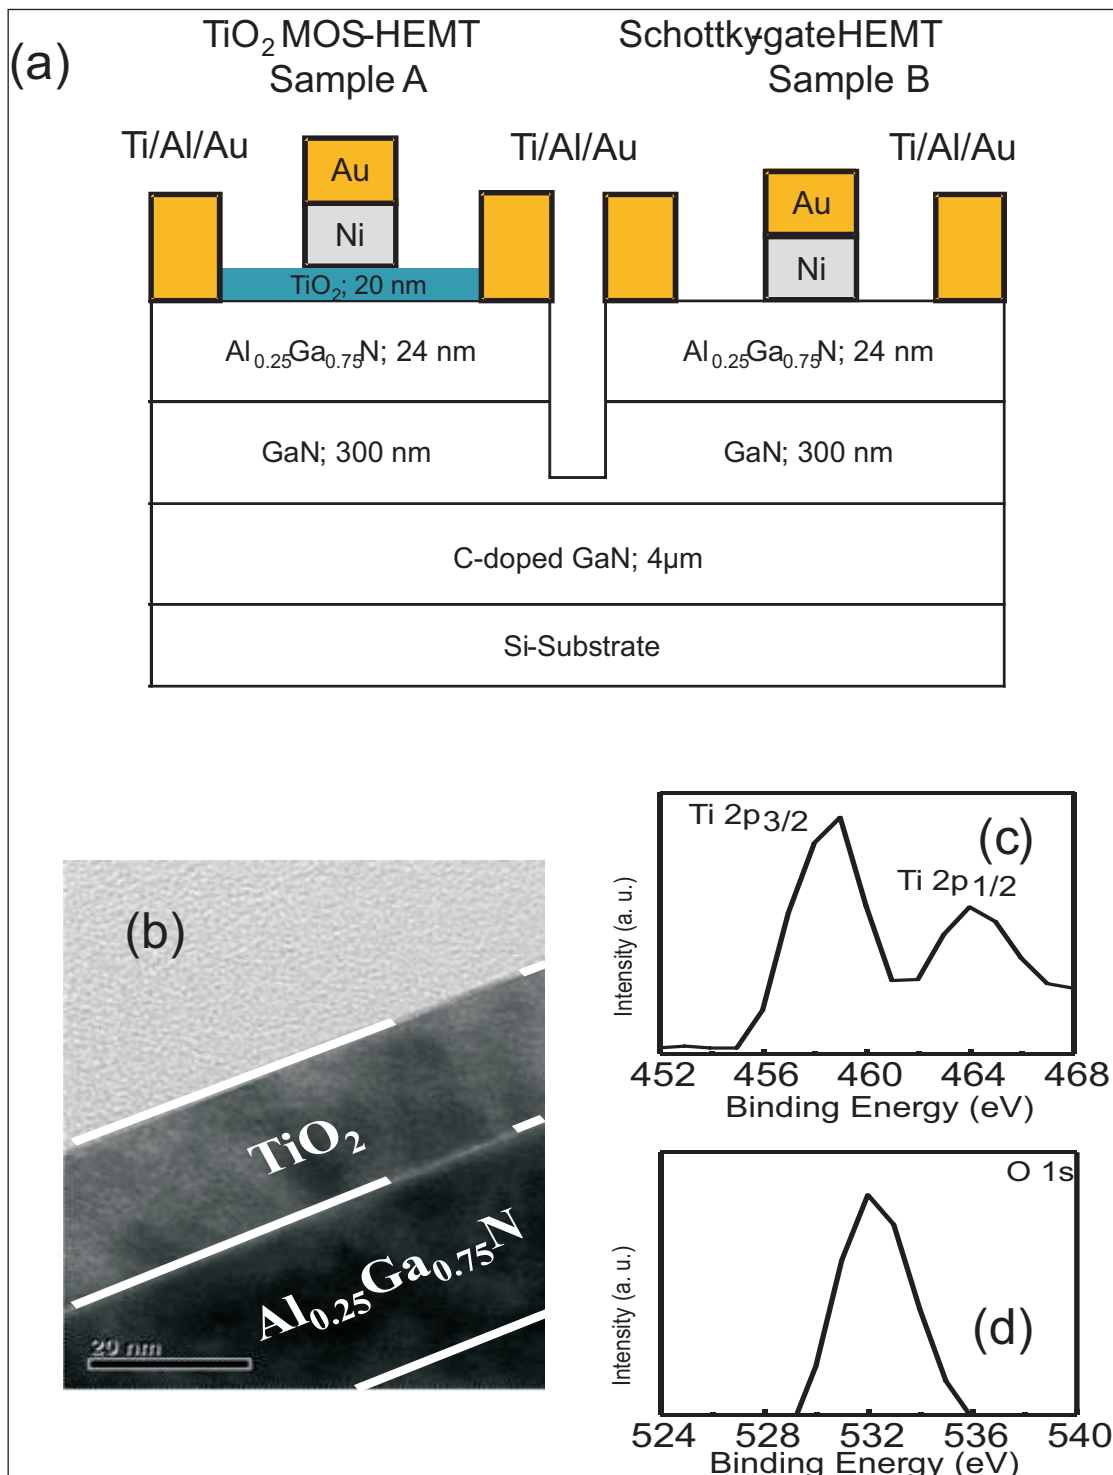 (a)
TiO2 MOS-HEMT
Sample A
Schottky-gateHEMT
Sample B
Ti/Al/Au
Ti/Al/Au
Ti/Al/Au
Au
Ni
Au
Ni
TiO2; 20 nm
Al0.25Ga0.75N; 24 nm
Al0.25Ga0.75N; 24 nm
GaN; 300 nm
GaN; 300 nm
C-doped GaN; 4µm
Si-Substrate
(b)
TiO2
Al0.25Ga0.75N
20 nm
(c)
Ti 2p3/2
Ti 2p1/2
Intensity (a. u.)
452 456 460 464 468
Binding Energy (eV)
O 1s
(d)
Intensity (a. u.)
524 528 532 536 540
Binding Energy (eV)